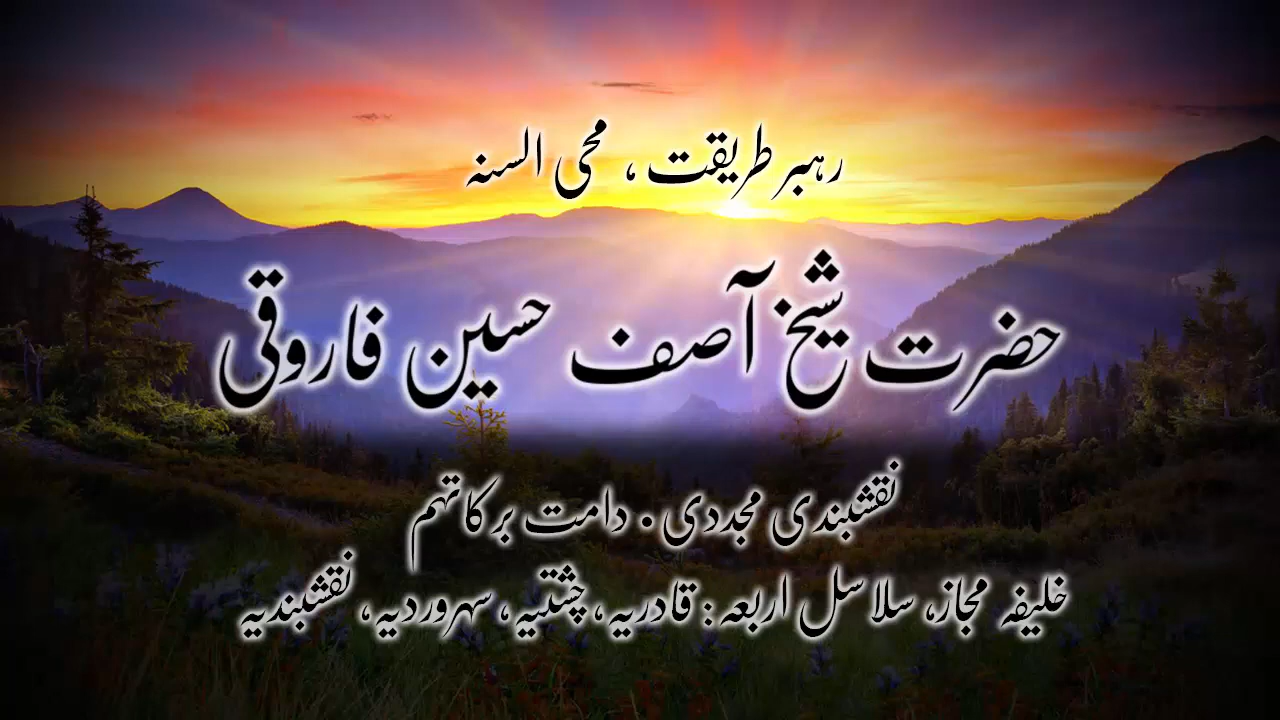 رہبر طریقت ، محی السنہ
حضرت شیخ آصف حسین فاروقی
نقشبندی مجددی . دامت برکاتہم
خلیفہ مجاز، سلاسل اربعہ: قادریہ، چشتیہ، سہروردیہ، نقشبندیہ